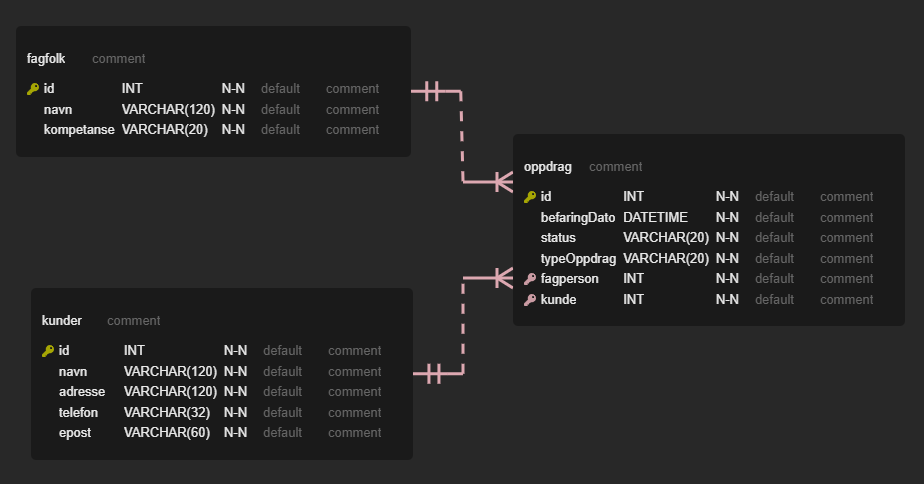 fagfolk comment
id INT N-N default comment
navn VARCHAR(120) N-N default comment
kompetanse VARCHAR(20) N-N default comment
oppdrag comment
id INT N-N default comment
befaringDato DATETIME N-N default comment
status VARCHAR(20) N-N default comment
typeOppdrag VARCHAR(20) N-N default comment
fagperson INT N-N default comment
kunde INT N-N default comment
kunder comment
id INT N-N default comment
navn VARCHAR(120) N-N default comment
adresse VARCHAR(120) N-N default comment
telefon VARCHAR(32) N-N default comment
epost VARCHAR(60) N-N default comment